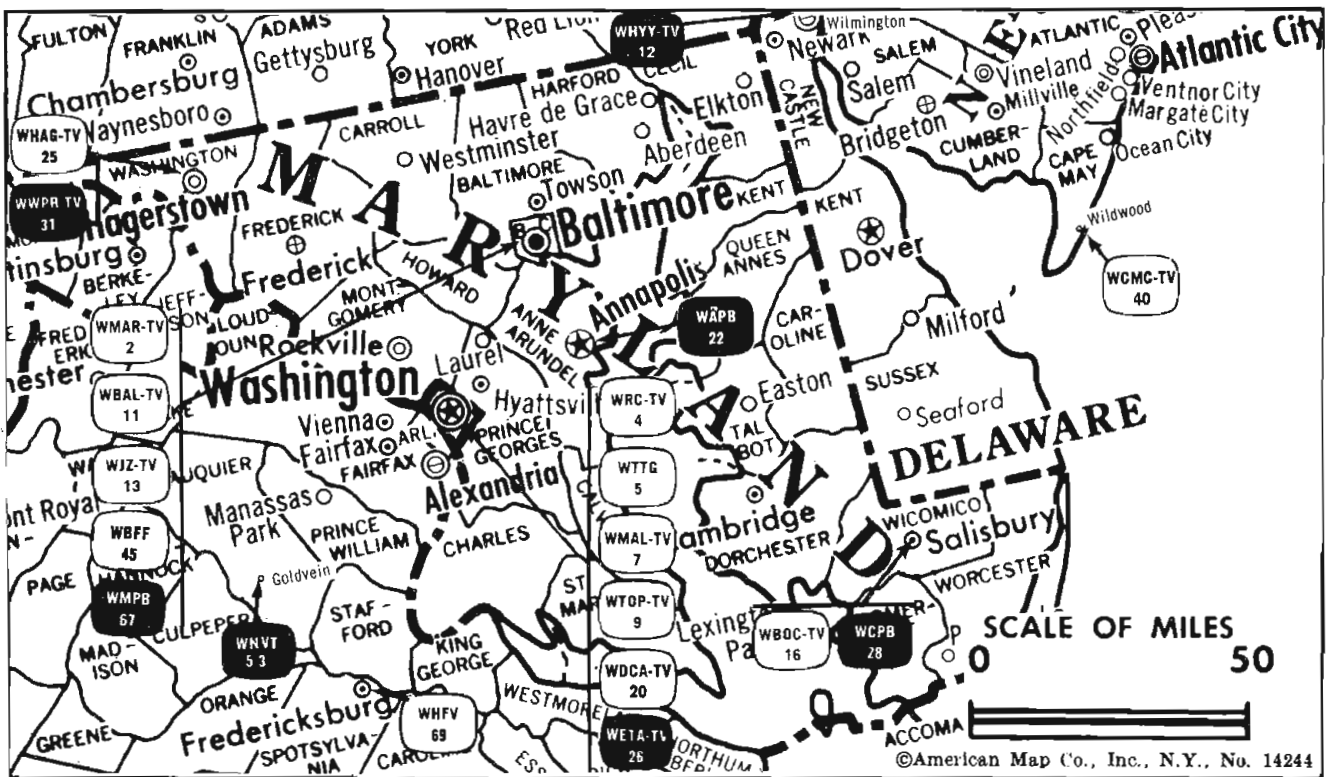 FULTON
FRANKLIN
ADAMS
Gettysburg
YORK
Hanover
WHYY-TV
12
CECIL
HARFORD
Wilmington
Newark
SALEM
Salem
ATLANTIC
Atlantic City
Vineland
Millville
Northfield
Ventnor City
Margate City
Ocean City
Chambersburg
WHAG-TV
25
WASHINGTON
CARROLL
Westminster
BALTIMORE
Havre de Grace
Elkton
Aberdeen
NEW
CASTLE
Bridgeton
CUMBER-
LAND
CAPE
MAY
Wildwood
WCMC-TV
40
WWPB TV
31
Hagerstown
FREDERICK
Frederick
MARYLAND
Towson
Baltimore
KENT
KENT
QUEEN
ANNES
Dover
BERKE-
LEY
HOWARD
MONT-
GOMERY
ANNE
ARUNDEL
Annapolis
WAPB
22
CAR-
OLINE
Milford
WMAR-TV
2
WBAL-TV
11
WJZ-TV
13
WBFF
45
WMPB
67
Rockville
Laurel
Washington
Vienna
Fairfax
ARL.
FAIRFAX
PRINCE
GEORGES
Alexandria
WRC-TV
4
WTTG
5
WMAL-TV
7
WTOP-TV
9
WDCA-TV
20
WETA-TV
26
Easton
TAL
BOT
SUSSEX
Seaford
DELAWARE
Manassas
Park
PRINCE
WILLIAM
CHARLES
DORCHESTER
WICOMICO
Salisbury
WORCESTER
PAGE
Goldvein
CULPEPER
WNVT
53
STAF-
FORD
KING
GEORGE
WBOC-TV
16
WCPB
28
MAD-
ISON
ORANGE
GREENE
Fredericksburg
SPOTSYLVA-
NIA
WHFV
69
SCALE OF MILES
0 50
©American Map Co., Inc., N.Y., No. 14244